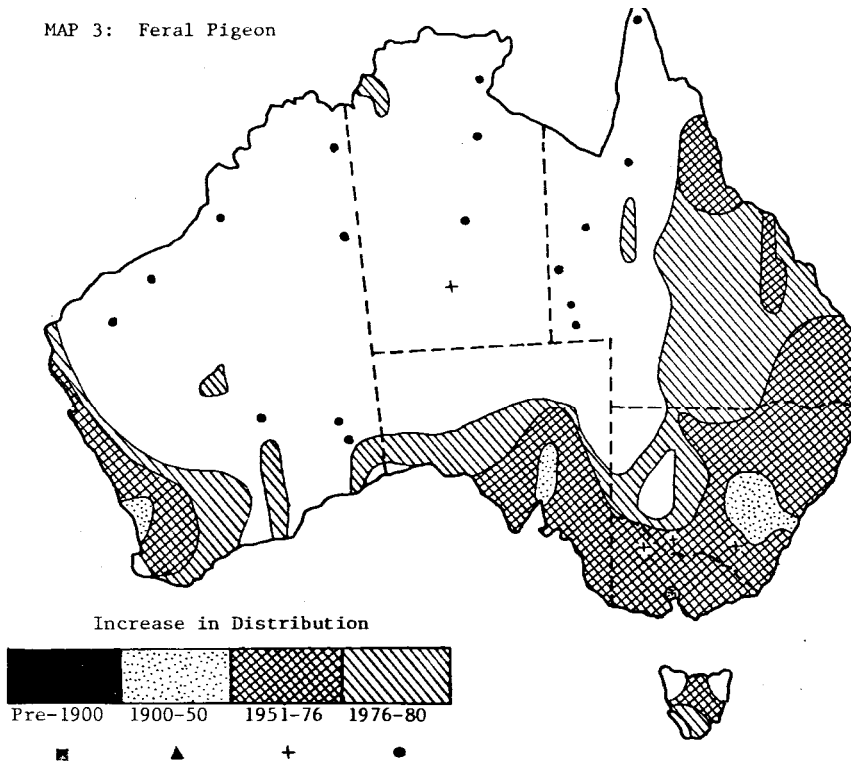 MAP 3: Feral Pigeon
Increase in Distribution
Pre-1900 1900-50 1951-76 1976-80